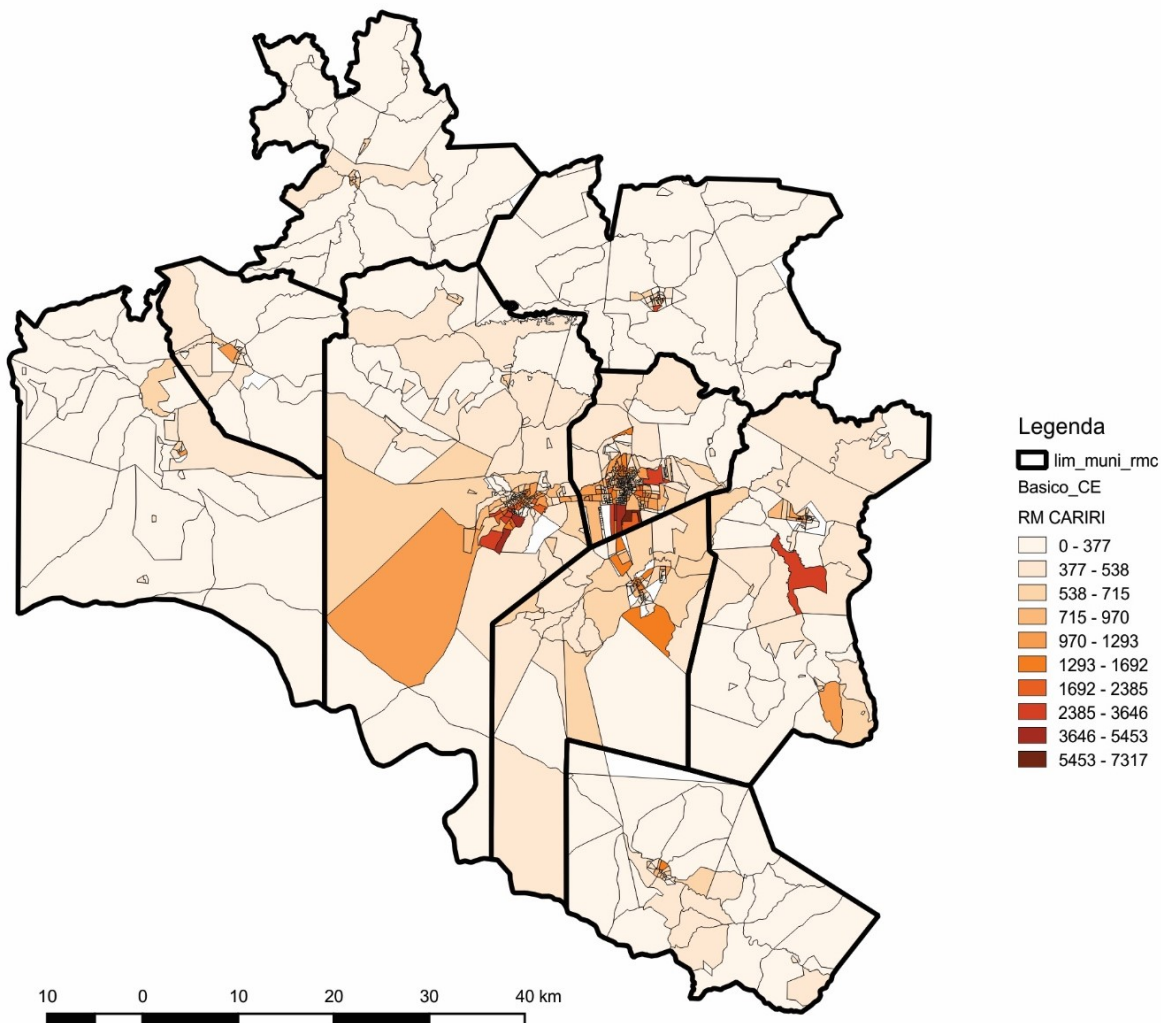 Legenda
lim_muni_rmc
Basico_CE
RM CARIRI
0 - 377
377 - 538
538 - 715
715 - 970
970 - 1293
1293 - 1692
1692 - 2385
2385 - 3646
3646 - 5453
5453 - 7317
10 0 10 20 30 40 km